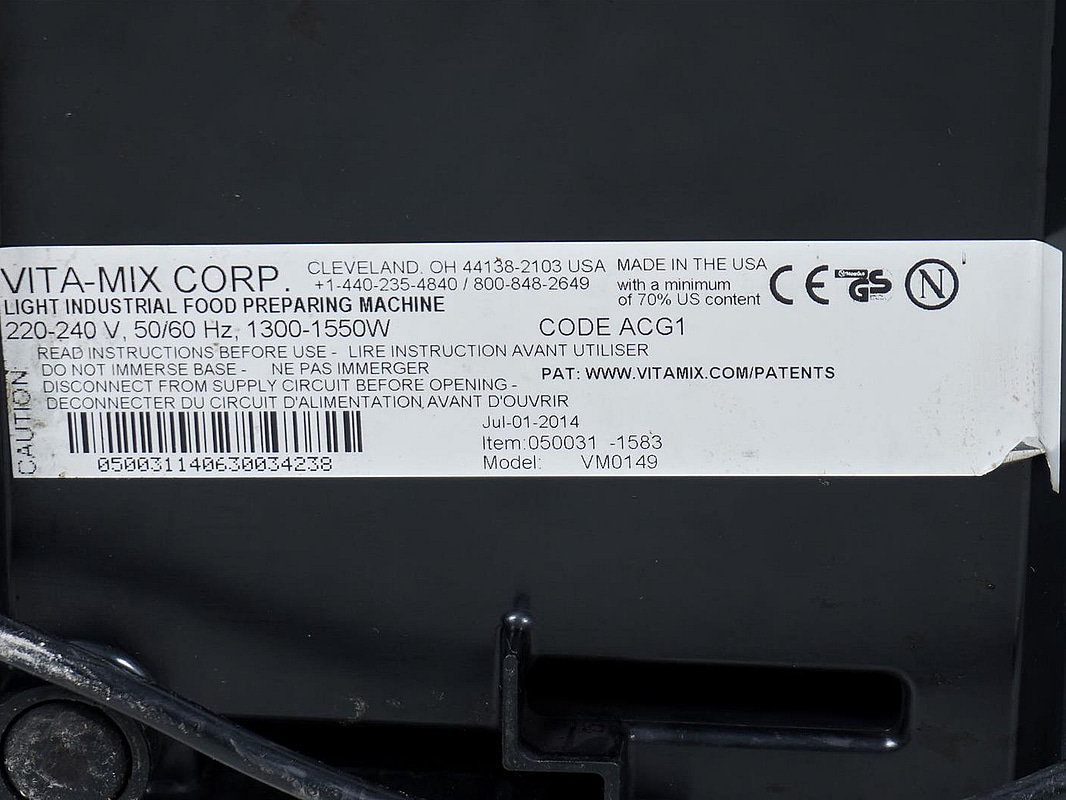 VITA-MIX CORP.
CLEVELAND, OH 44138-2103 USA
+1-440-235-4840 / 800-848-2649
MADE IN THE USA
with a minimum
of 70% US content
CE
GS
N
LIGHT INDUSTRIAL FOOD PREPARING MACHINE
220-240 V, 50/60 Hz, 1300-1550W
CODE ACG1
CAUTION
READ INSTRUCTIONS BEFORE USE - LIRE INSTRUCTION AVANT UTILISER
DO NOT IMMERSE BASE - NE PAS IMMERGER
DISCONNECT FROM SUPPLY CIRCUIT BEFORE OPENING -
DECONNECTER DU CIRCUIT D'ALIMENTATION AVANT D'OUVRIR
PAT: WWW.VITAMIX.COM/PATENTS
050031140630034238
Jul-01-2014
Item:050031 -1583
Model: VM0149